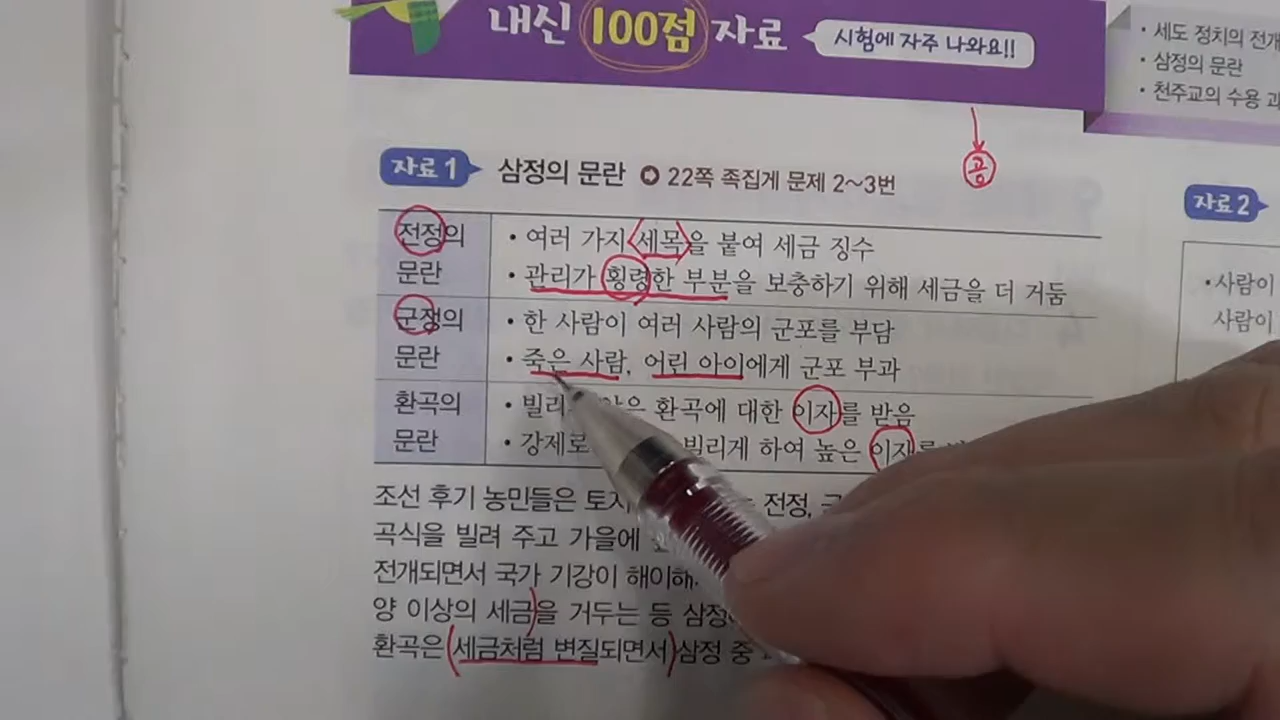 내신 100점 자료 시험에 자주 나와요!!
· 세도 정치의 전개
· 삼정의 문란
· 천주교의 수용
공
자료 1 삼정의 문란 22쪽 족집게 문제 2~3번
자료 2
전정의 문란
· 여러 가지 세목을 붙여 세금 징수
· 관리가 횡령한 부분을 보충하기 위해 세금을 더 거둠
군정의 문란
· 한 사람이 여러 사람의 군포를 부담
· 죽은 사람, 어린 아이에게 군포 부과
환곡의 문란
· 환곡에 대한 이자를 받음
· 강제로 빌리게 하여 높은 이자를
· 사람이
사람이
조선 후기 농민들은 전정,
곡식을 빌려 주고 가을에
전개되면서 국가 기강이
양 이상의 세금을 거두는 등
환곡은 세금처럼 변질되면서 삼정 중